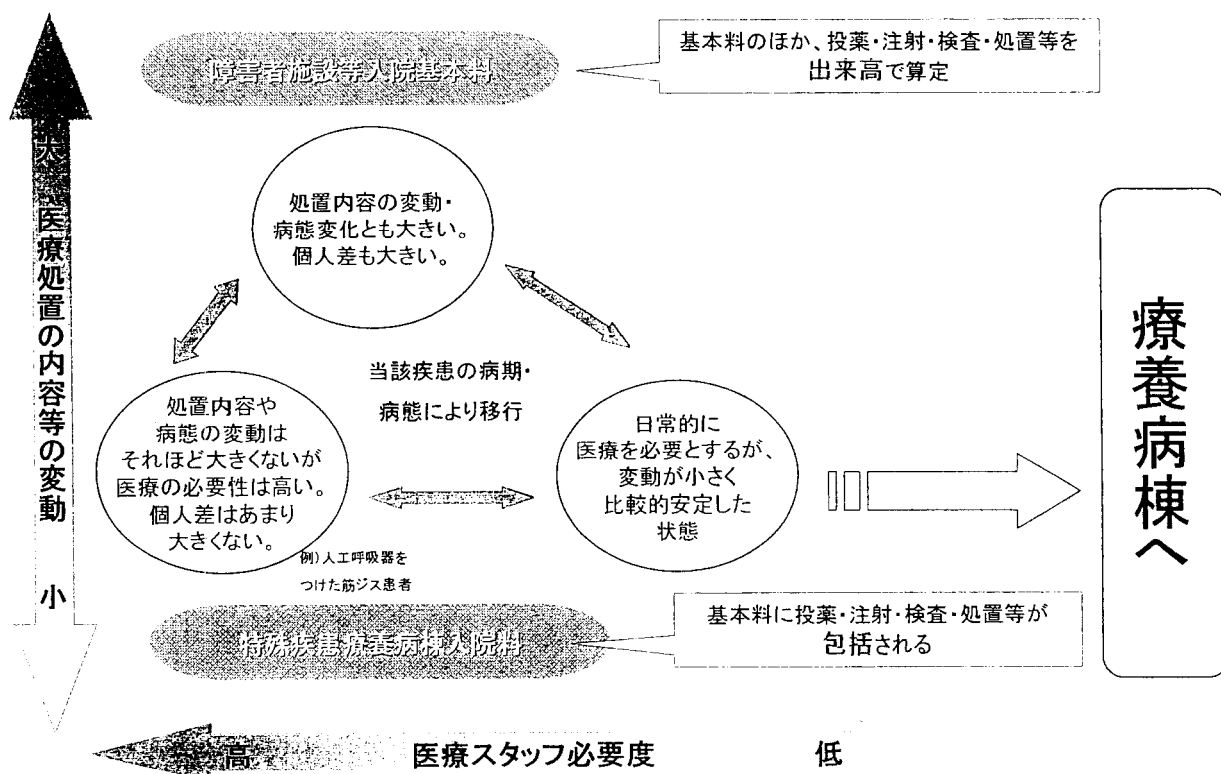 障害者施設等入院基本料
基本料のほか、投薬・注射・検査・処置等を
出来高で算定
大
医療処置の内容等の変動
小
処置内容の変動・
病態変化とも大きい。
個人差も大きい。
当該疾患の病期・
病態により移行
処置内容や
病態の変動は
それほど大きくないが
医療の必要性は高い。
個人差はあまり
大きくない。
例)人工呼吸器を
つけた筋ジス患者
日常的に
医療を必要とするが、
変動が小さく
比較的安定した
状態
療養病棟へ
特殊疾患療養病棟入院料
基本料に投薬・注射・検査・処置等が
包括される
高 医療スタッフ必要度 低